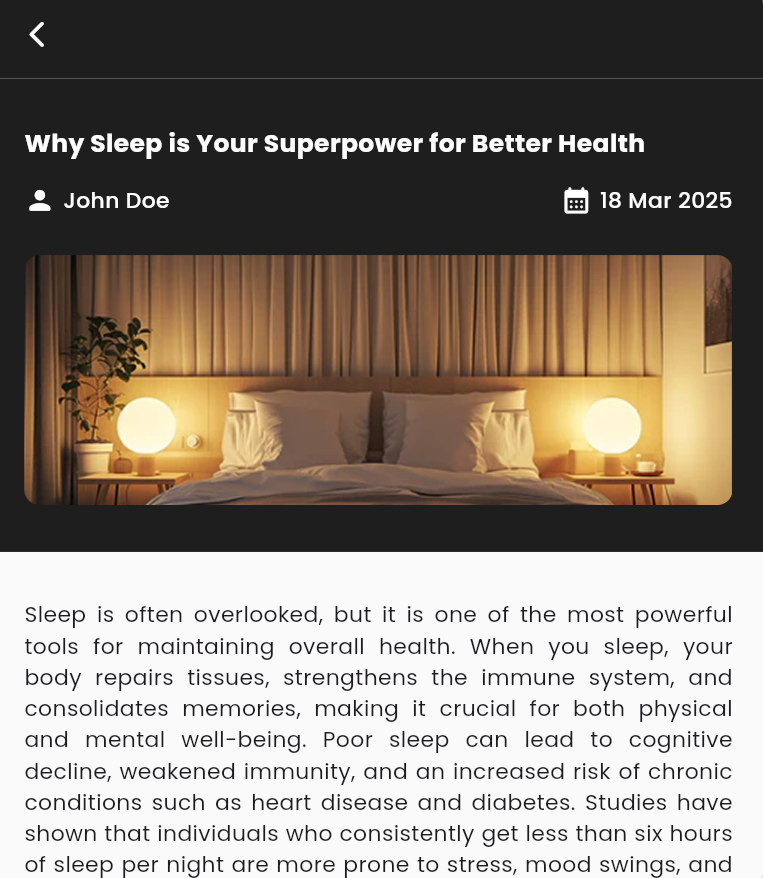 Why Sleep is Your Superpower for Better Health
John Doe
18 Mar 2025
Sleep is often overlooked, but it is one of the most powerful
tools for maintaining overall health. When you sleep, your
body repairs tissues, strengthens the immune system, and
consolidates memories, making it crucial for both physical
and mental well-being. Poor sleep can lead to cognitive
decline, weakened immunity, and an increased risk of chronic
conditions such as heart disease and diabetes. Studies have
shown that individuals who consistently get less than six hours
of sleep per night are more prone to stress, mood swings, and